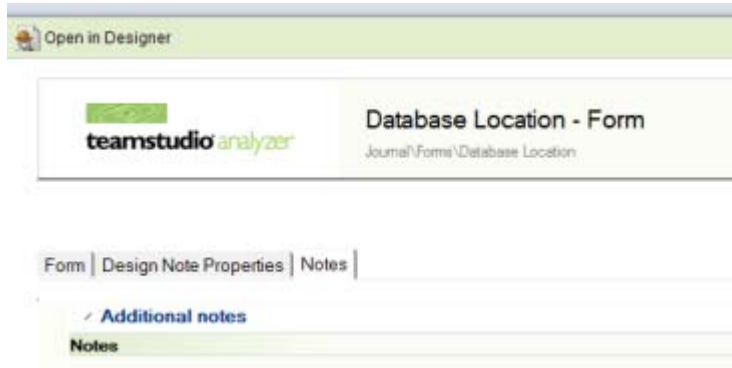 Open in Designer
teamstudio analyzer
Database Location - Form
Journal\Forms\Database Location
Form | Design Note Properties | Notes |
Additional notes
Notes